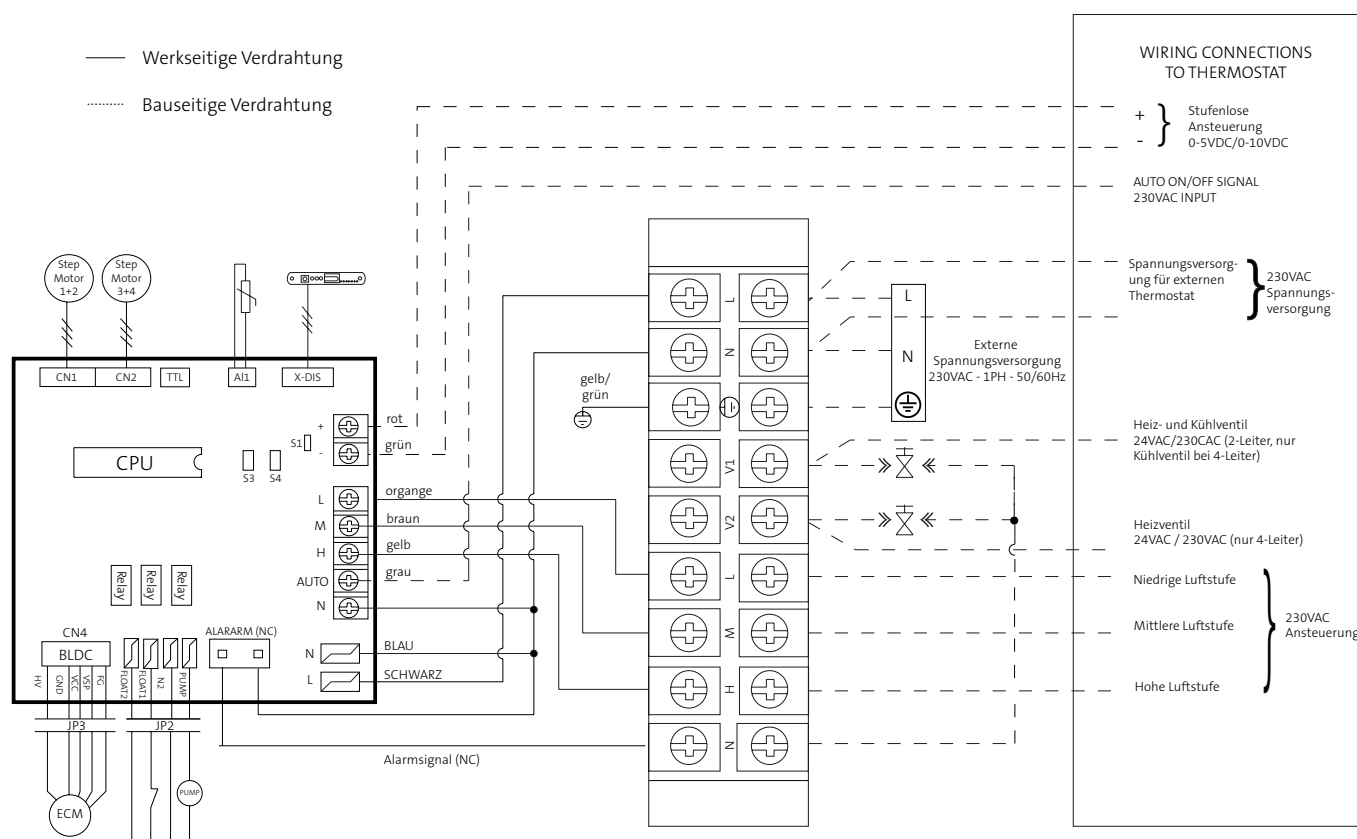 Werkseitige Verdrahtung
Bauseitige Verdrahtung
WIRING CONNECTIONS
TO THERMOSTAT
+
-
Stufenlose
Ansteuerung
0-5VDC/0-10VDC
AUTO ON/OFF SIGNAL
230VAC INPUT
Spannungsversorg-
ung für externen
Thermostat
230VAC
Spannungs-
versorgung
Heiz- und Kühlventil
24VAC/230CAC (2-Leiter, nur
Kühlventil bei 4-Leiter)
Heizventil
24VAC / 230VAC (nur 4-Leiter)
Niedrige Luftstufe
Mittlere Luftstufe
Hohe Luftstufe
230VAC
Ansteuerung
L
N
Externe
Spannungsversorgung
230VAC - 1PH - 50/60Hz
L
N
V1
V2
L
M
H
N
gelb/
grün
Step
Motor
1+2
Step
Motor
3+4
CN1
CN2
TTL
AI1
X-DIS
CPU
S1
S3
S4
+
-
rot
grün
L
M
H
AUTO
N
organge
braun
gelb
grau
Relay
Relay
Relay
CN4
BLDC
HV
GND
VCC
VSP
FG
FLOAT2
FLOAT1
N2
PUMP
ALARARM (NC)
N
L
BLAU
SCHWARZ
JP3
JP2
ECM
PUMP
Alarmsignal (NC)